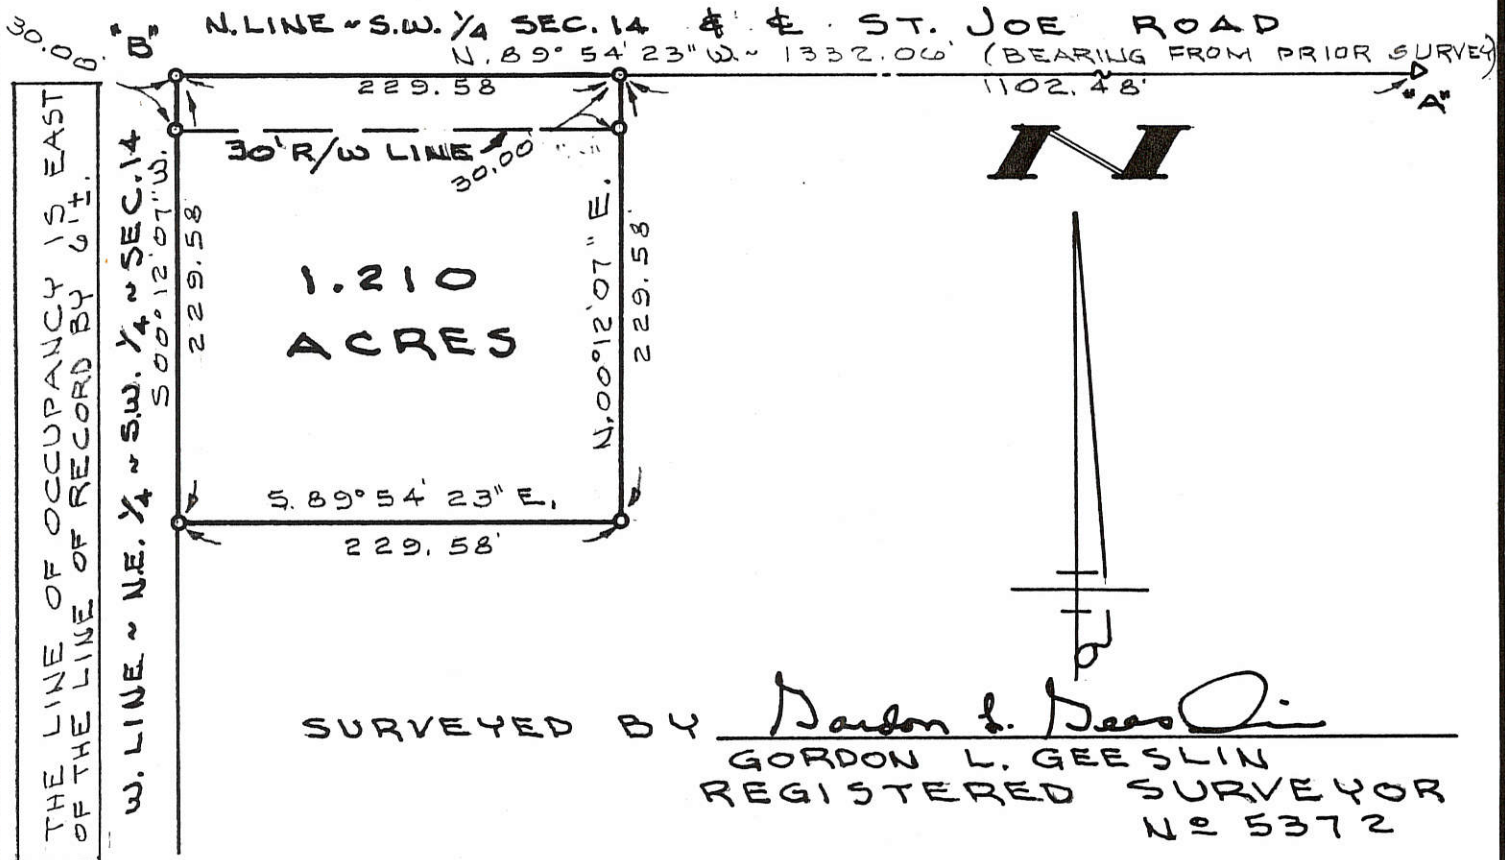 N. LINE ~ S.W. 1/4 SEC. 14 & ℄ ST. JOE ROAD
N. 89° 54' 23" W. ~ 1332.06' (BEARING FROM PRIOR SURVEY)
30.00
"B"
229.58
1102.48'
"A"
30' R/W LINE
30.00
" .. "
N
THE LINE OF OCCUPANCY IS EAST
OF THE LINE OF RECORD BY 6'±.
W. LINE ~ NE. 1/4 ~ S.W. 1/4 ~ SEC. 14
S 00° 12' 07" W.
229.58
1.210
ACRES
N. 00° 12' 07" E.
229.58
S. 89° 54' 23" E.
229.58'
SURVEYED BY Gordon L. Geeslin
GORDON L. GEESLIN
REGISTERED SURVEYOR
Nº 5372